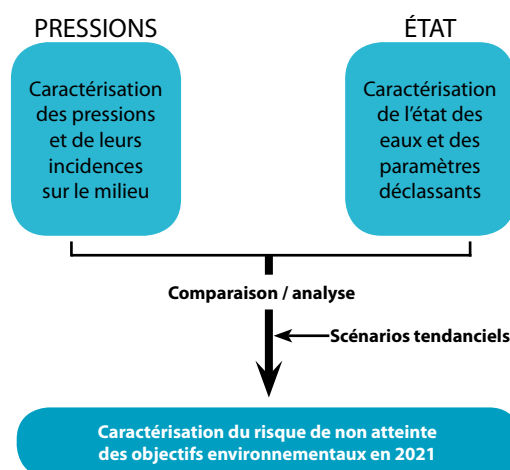 PRESSIONS
Caractérisation
des pressions
et de leurs
incidences
sur le milieu
ÉTAT
Caractérisation
de l'état des
eaux et des
paramètres
déclassants
Comparaison / analyse
Scénarios tendanciels
Caractérisation du risque de non atteinte
des objectifs environnementaux en 2021